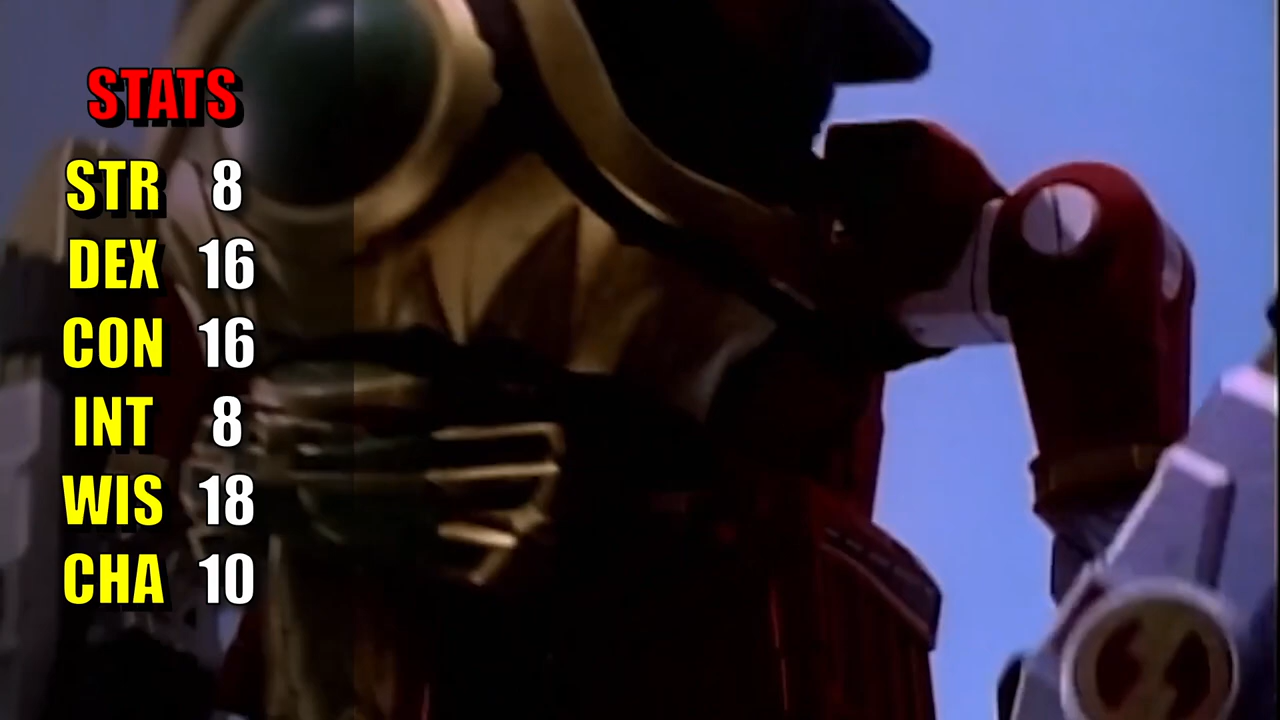 STATS
STR 8
DEX 16
CON 16
INT 8
WIS 18
CHA 10